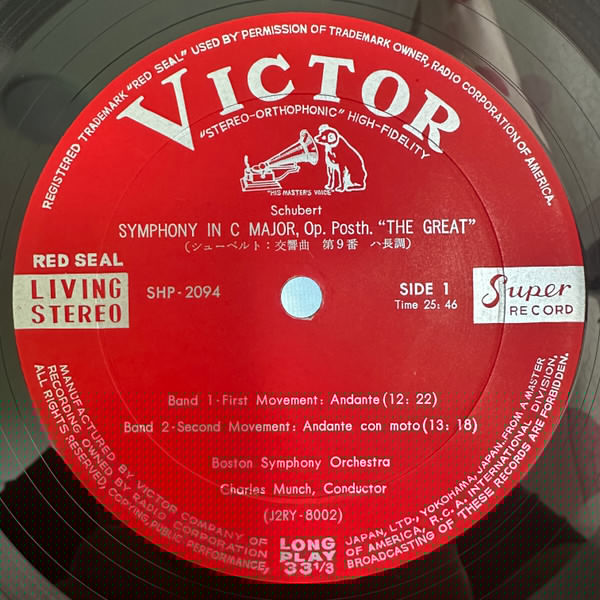 REGISTERED TRADEMARK "RED SEAL" USED BY PERMISSION OF TRADEMARK OWNER, RADIO CORPORATION OF AMERICA.
VICTOR
"STEREO-ORTHOPHONIC" HIGH-FIDELITY
"HIS MASTER'S VOICE"
Schubert
SYMPHONY IN C MAJOR, Op. Posth. "THE GREAT"
(シューベルト：交響曲 第9番 ハ長調)
RED SEAL
LIVING STEREO
SHP-2094
SIDE 1
Time 25: 46
Super
RECORD
Band 1-First Movement: Andante (12: 22)
Band 2-Second Movement: Andante con moto (13: 18)
Boston Symphony Orchestra
Charles Munch, Conductor
(J2RY-8002)
LONG
PLAY
33 1/3
MANUFACTURED BY VICTOR COMPANY OF JAPAN, LTD., YOKOHAMA, JAPAN, FROM A MASTER
RECORDING OWNED BY RADIO CORPORATION OF AMERICA, R.C.A. INTERNATIONAL DIVISION,
ALL RIGHTS RESERVED, COPYING, PUBLIC PERFORMANCE, BROADCASTING OF THESE RECORDS ARE FORBIDDEN.